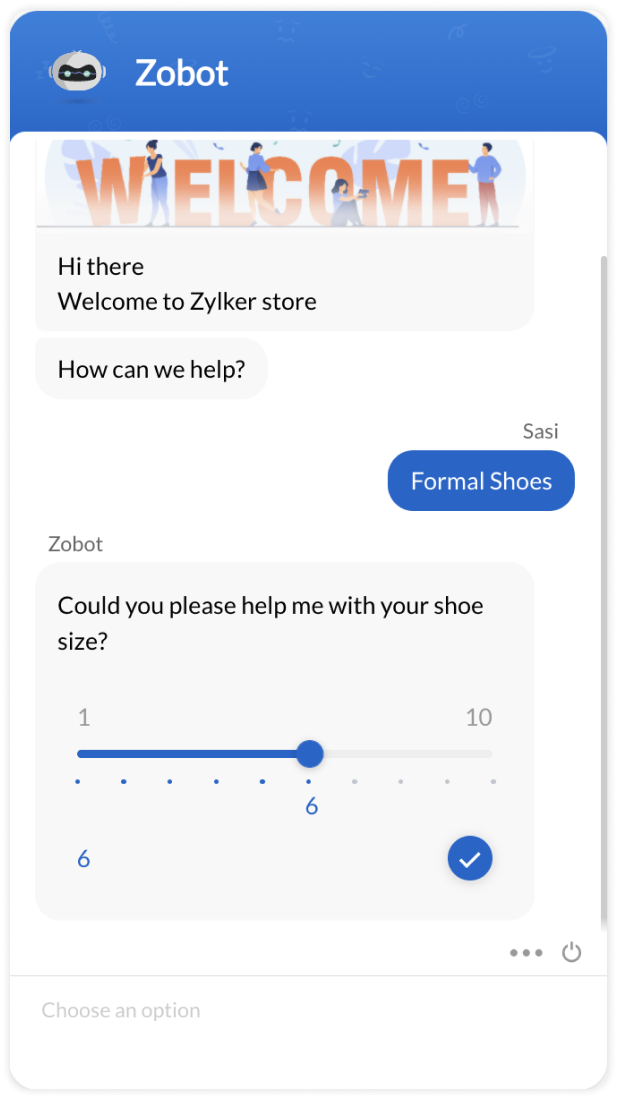 Zobot
WELCOME
Hi there
Welcome to Zylker store
How can we help?
Sasi
Formal Shoes
Zobot
Could you please help me with your shoe
size?
1 10
6
6
Choose an option